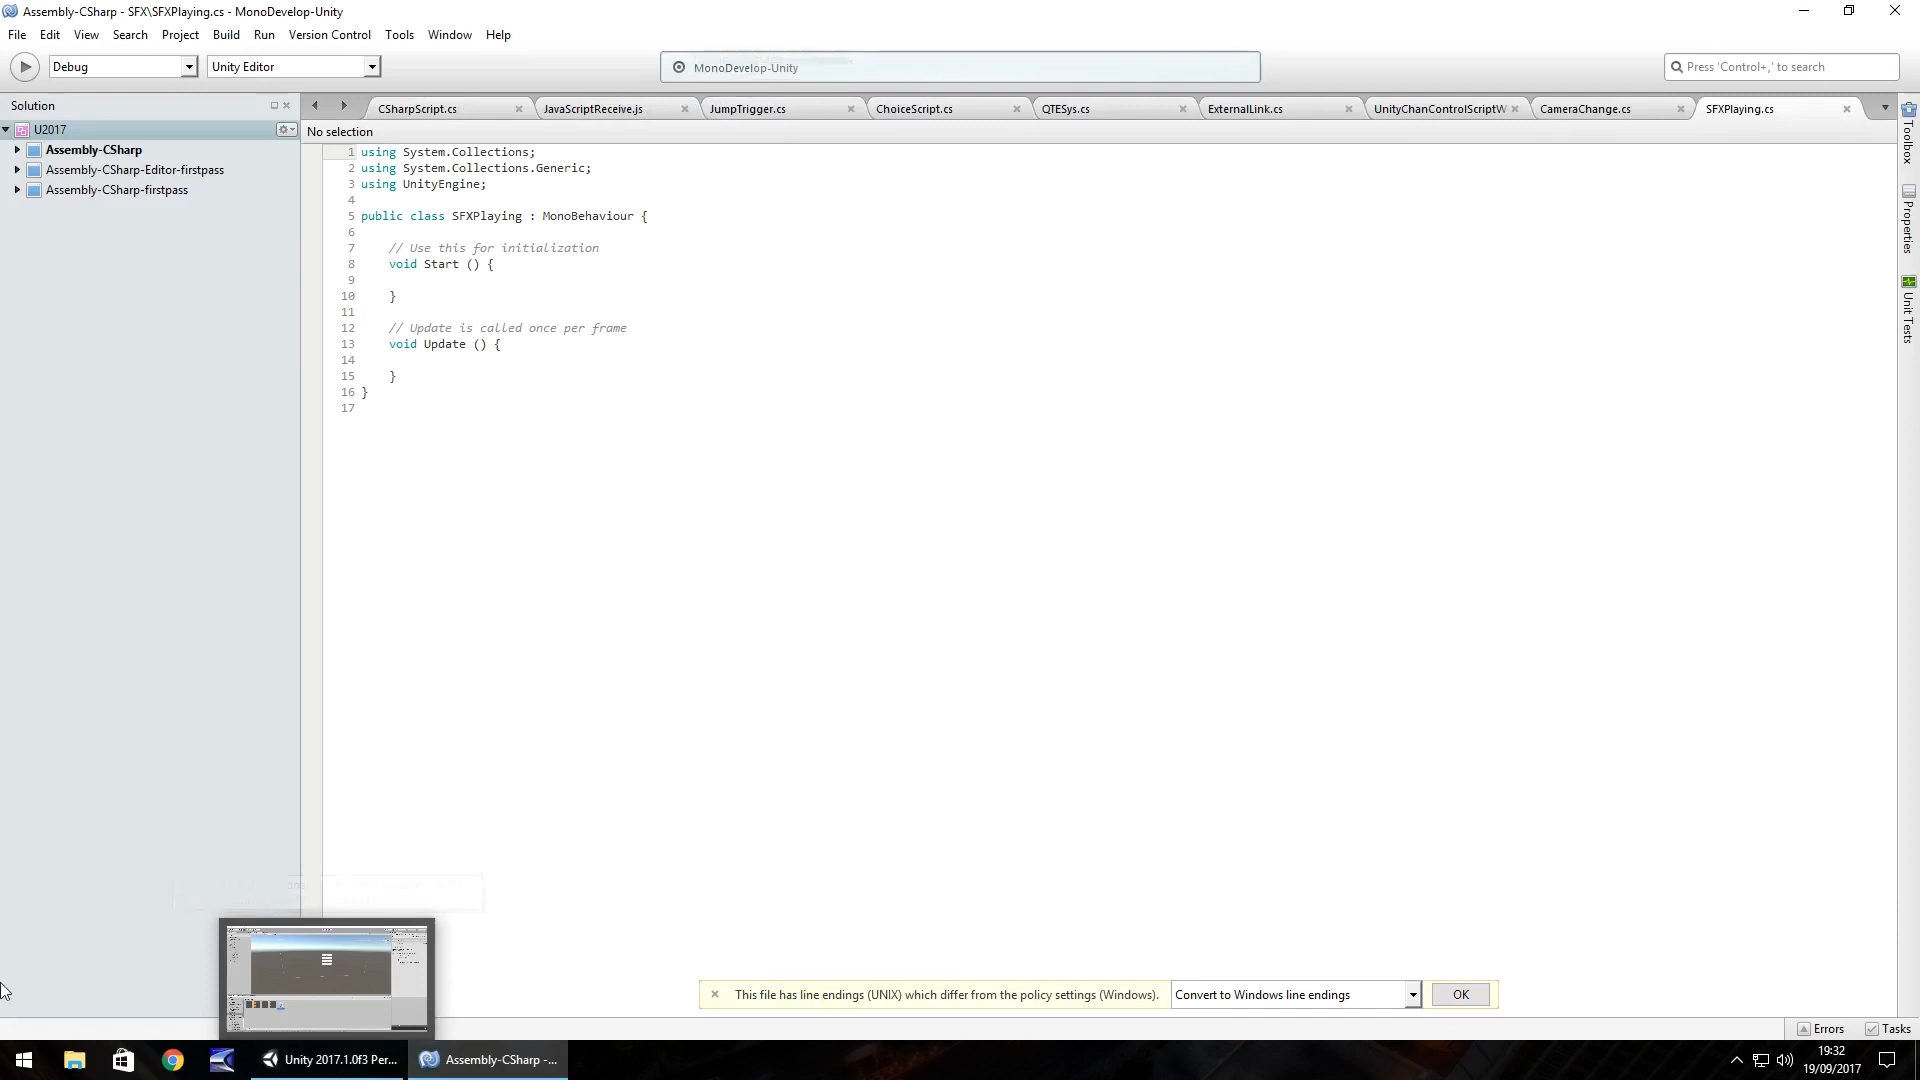 Assembly-CSharp - SFX\SFXPlaying.cs - MonoDevelop-Unity
File Edit View Search Project Build Run Version Control Tools Window Help
Debug Unity Editor MonoDevelop-Unity Press 'Control+,' to search
Solution
CSharpScript.cs JavaScriptReceive.js JumpTrigger.cs ChoiceScript.cs QTESys.cs ExternalLink.cs UnityChanControlScriptW CameraChange.cs SFXPlaying.cs
U2017
Assembly-CSharp
Assembly-CSharp-Editor-firstpass
Assembly-CSharp-firstpass
No selection
1 using System.Collections;
2 using System.Collections.Generic;
3 using UnityEngine;
4
5 public class SFXPlaying : MonoBehaviour {
6
7 // Use this for initialization
8 void Start () {
9
10 }
11
12 // Update is called once per frame
13 void Update () {
14
15 }
16 }
17
Toolbox
Properties
Unit Tests
This file has line endings (UNIX) which differ from the policy settings (Windows). Convert to Windows line endings OK
Errors Tasks
Unity 2017.1.0f3 Per... Assembly-CSharp -...
19:32
19/09/2017